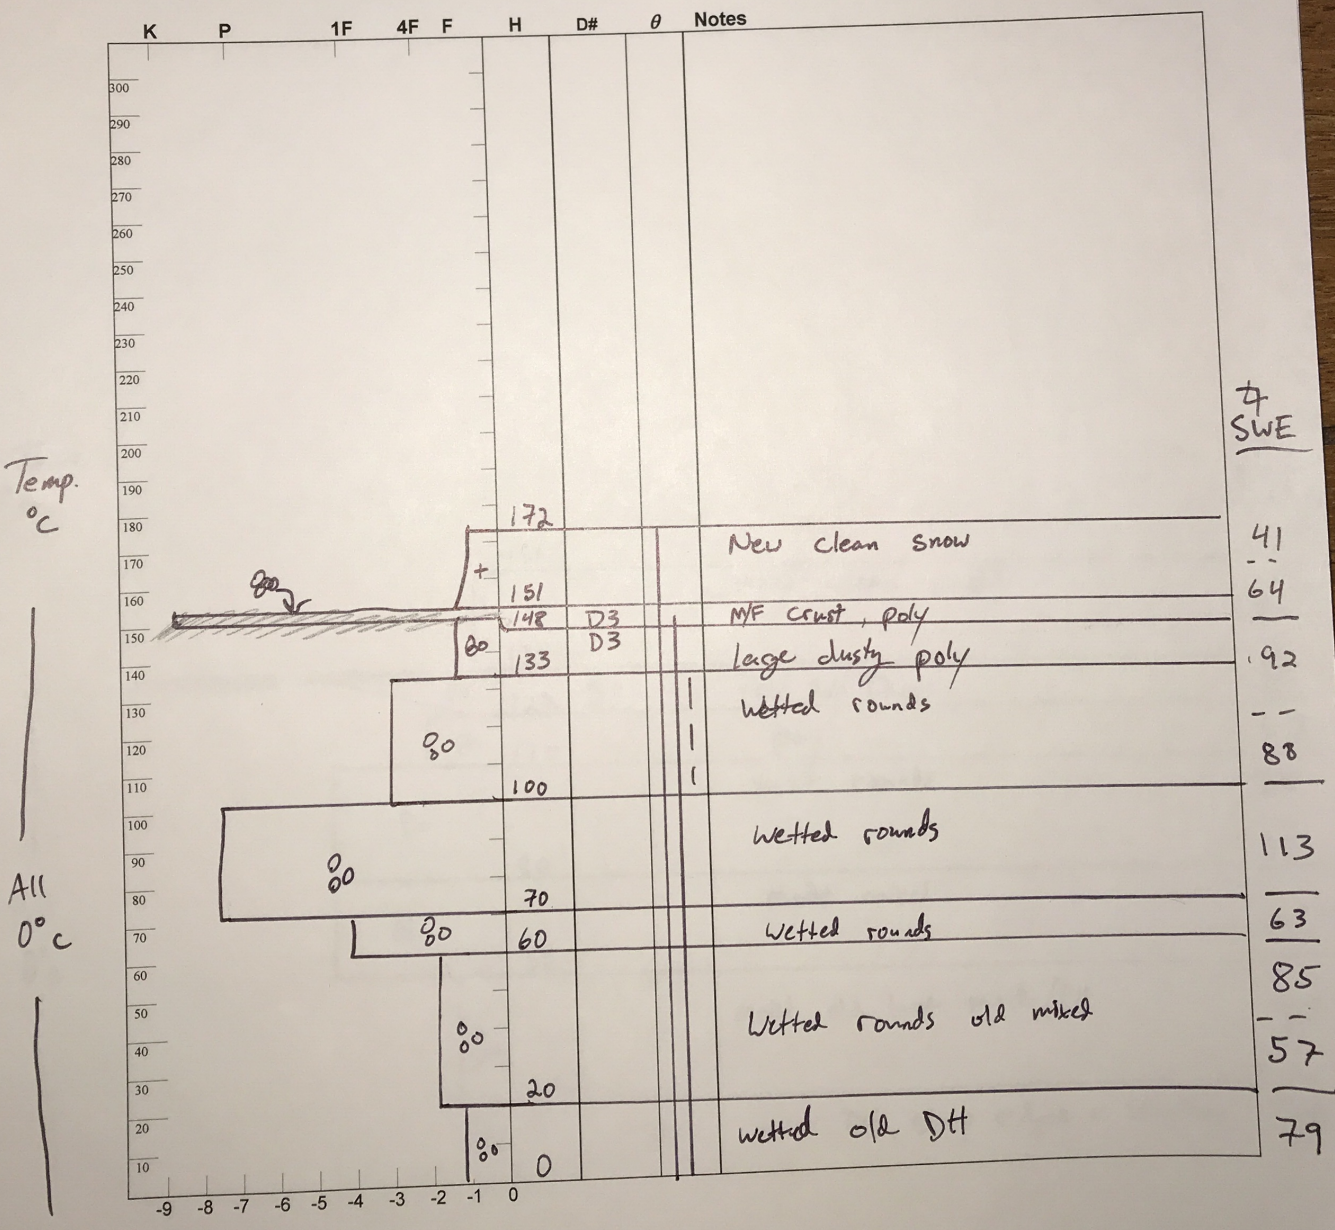 K P 1F 4F F H D# θ Notes
300
290
280
270
260
250
240
230
220
210
200
190
180
170
160
150
140
130
120
110
100
90
80
70
60
50
40
30
20
10
-9 -8 -7 -6 -5 -4 -3 -2 -1 0
Temp.
°C
All
0°c
SWE
172
New clean snow 41
- -
+
151 64
148 D3 M/F crust, poly
D3
133 large dusty poly .92
Wetted rounds
- -
88
100
Wetted rounds 113
70
60 Wetted rounds 63
85
Wetted rounds old mixed - -
57
20
Wetted old DH 79
0